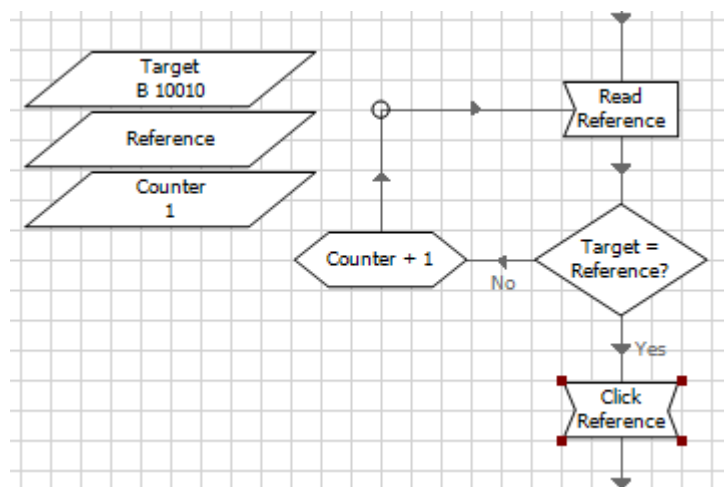 Target
B 10010
Reference
Counter
1
Read
Reference
Target =
Reference?
Counter + 1
No
Yes
Click
Reference